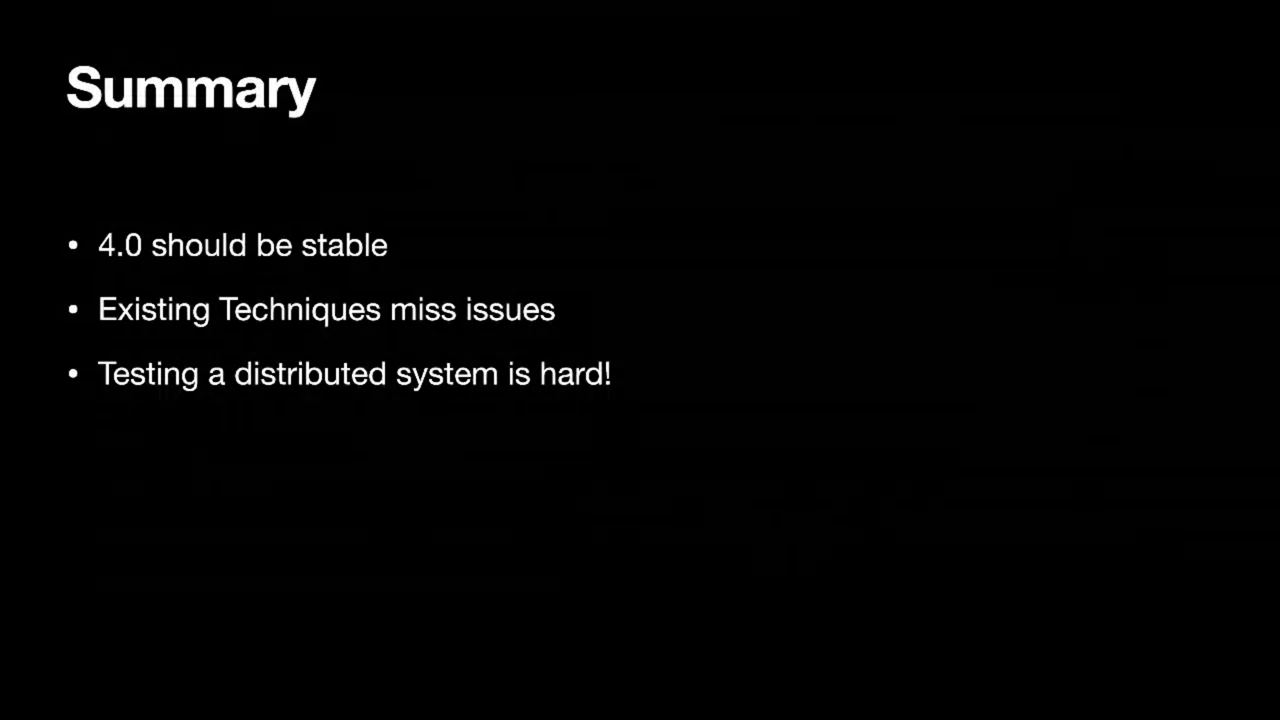 Summary
• 4.0 should be stable
• Existing Techniques miss issues
• Testing a distributed system is hard!